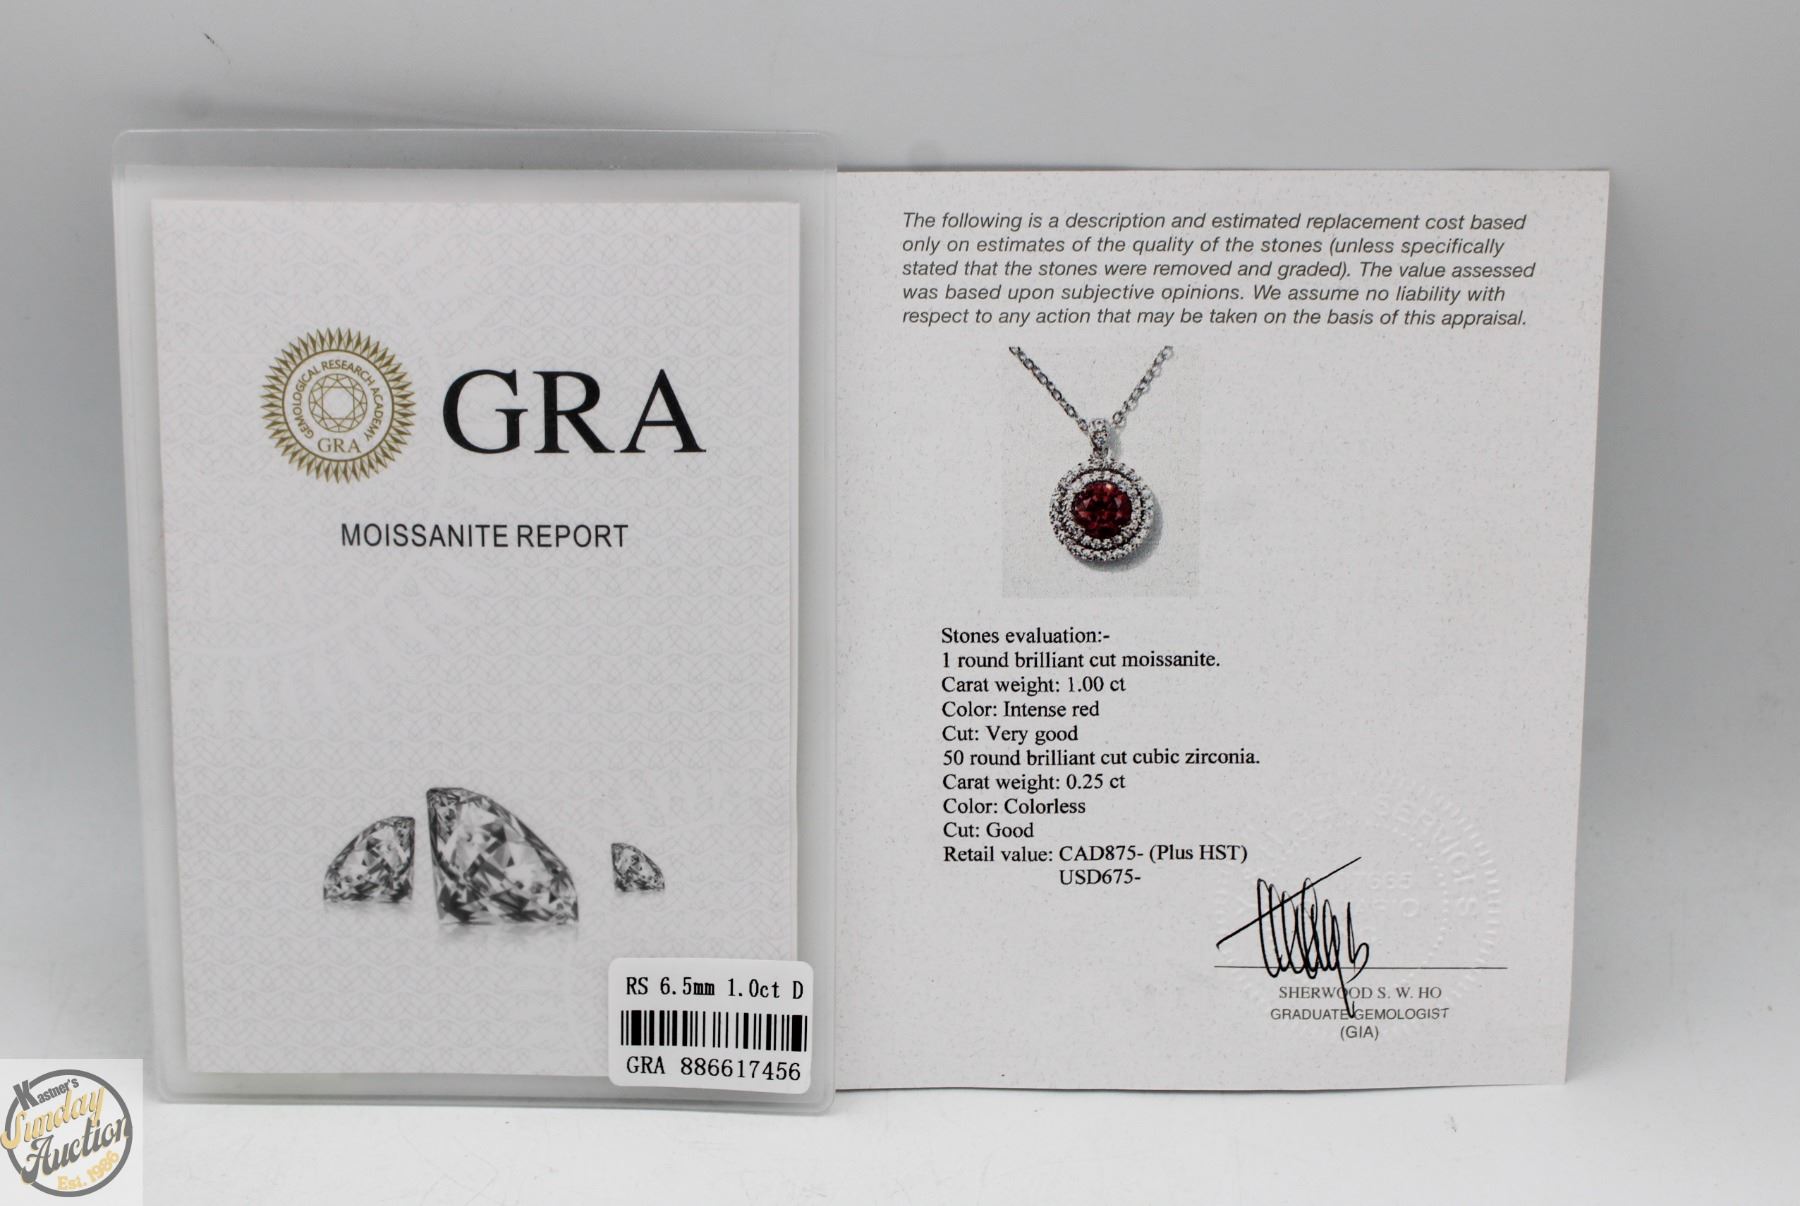 GEMOLOGICAL RESEARCH ACADEMY
GRA
GRA
MOISSANITE REPORT
RS 6.5mm 1.0ct D
GRA 886617456
The following is a description and estimated replacement cost based
only on estimates of the quality of the stones (unless specifically
stated that the stones were removed and graded). The value assessed
was based upon subjective opinions. We assume no liability with
respect to any action that may be taken on the basis of this appraisal.
Stones evaluation:-
1 round brilliant cut moissanite.
Carat weight: 1.00 ct
Color: Intense red
Cut: Very good
50 round brilliant cut cubic zirconia.
Carat weight: 0.25 ct
Color: Colorless
Cut: Good
Retail value: CAD875- (Plus HST)
USD675-
SHERWOOD S. W. HO
GRADUATE GEMOLOGIST
(GIA)
Kastner's
Sunday
Auction
Est. 1986